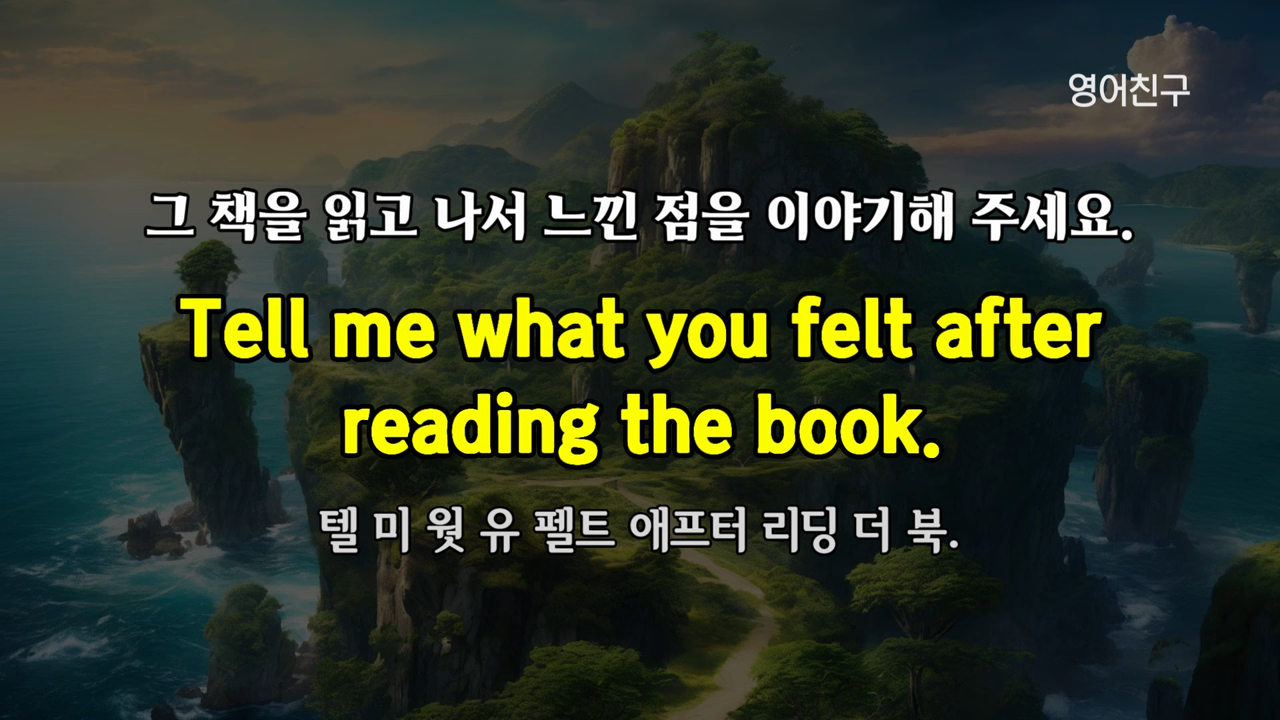 영어친구
그 책을 읽고 나서 느낀 점을 이야기해 주세요.
Tell me what you felt after
reading the book.
텔 미 웟 유 펠트 애프터 리딩 더 북.